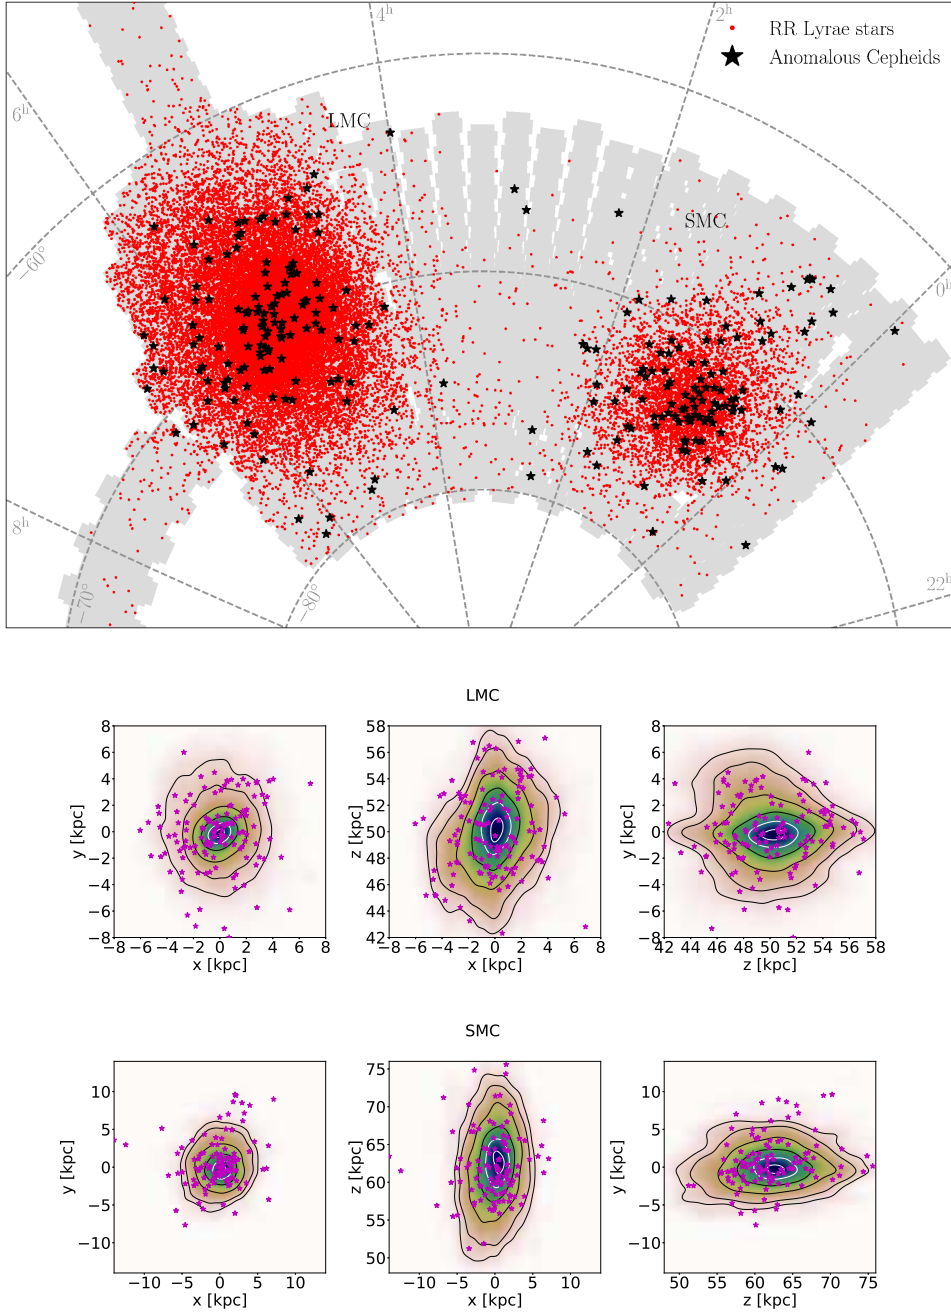 4h
2h
RR Lyrae stars
Anomalous Cepheids
6h
LMC
SMC
−60°
0h
8h
−70°
−80°
22h
LMC
8
6
4
2
0
−2
−4
−6
−8
y [kpc]
−8 −6 −4 −2 0 2 4 6 8
x [kpc]
58
56
54
52
50
48
46
44
42
z [kpc]
−8 −6 −4 −2 0 2 4 6 8
x [kpc]
8
6
4
2
0
−2
−4
−6
−8
y [kpc]
42 44 46 48 50 52 54 56 58
z [kpc]
SMC
10
5
0
−5
−10
y [kpc]
−10 −5 0 5 10
x [kpc]
75
70
65
60
55
50
z [kpc]
−10 −5 0 5 10
x [kpc]
10
5
0
−5
−10
y [kpc]
50 55 60 65 70 75
z [kpc]